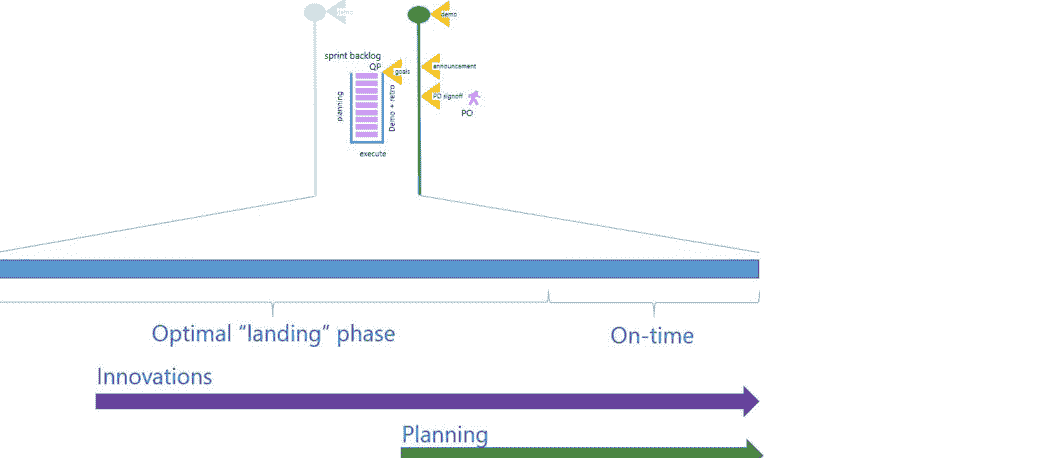 demo
demo
sprint backlog
QP
goals
announcement
planning
Demo + retro
PO signoff
PO
execute
Optimal “landing” phase
On-time
Innovations
Planning